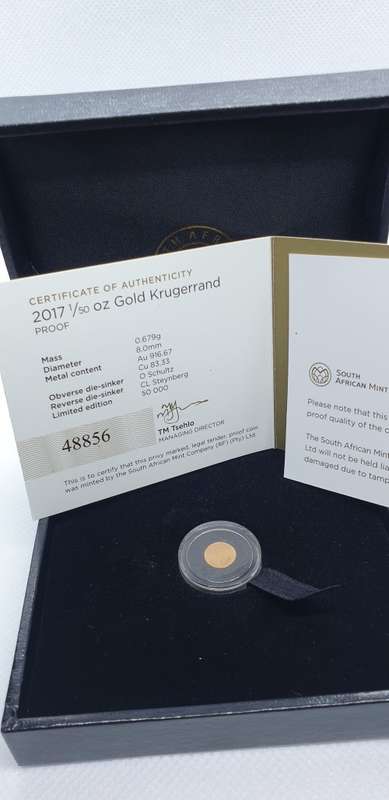 CERTIFICATE OF AUTHENTICITY
2017 1/50 oz Gold Krugerrand
PROOF
Mass 0.679g
Diameter 8.0mm
Metal content Au 916.67
Cu 83.33
Obverse die-sinker O Schultz
Reverse die-sinker CL Steynberg
Limited edition 50 000
48856
TM Tsehlo
MANAGING DIRECTOR
This is to certify that this privy marked, legal tender, proof coin
was minted by the South African Mint Company (RF) (Pty) Ltd.
SOUTH
AFRICAN MINT
Please note that this
proof quality of the c
The South African Mint
Ltd will not be held lia
damaged due to tamp